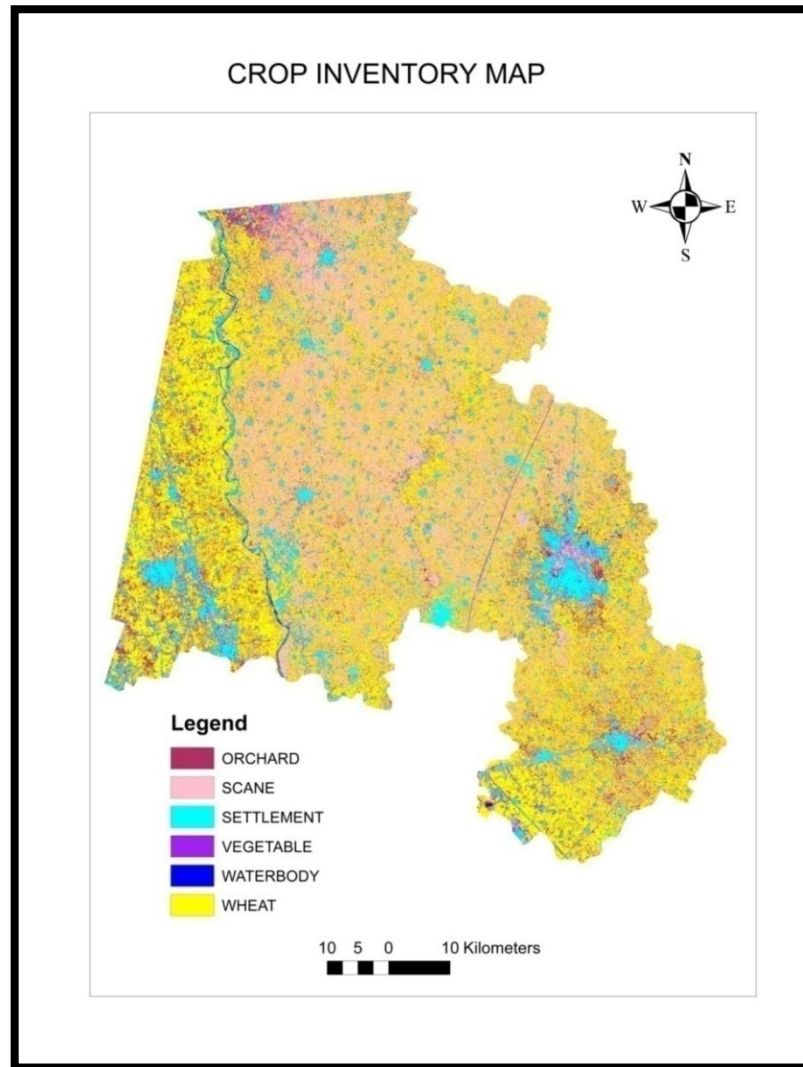 CROP INVENTORY MAP
N
W E
S
Legend
ORCHARD
SCANE
SETTLEMENT
VEGETABLE
WATERBODY
WHEAT
10 5 0 10 Kilometers